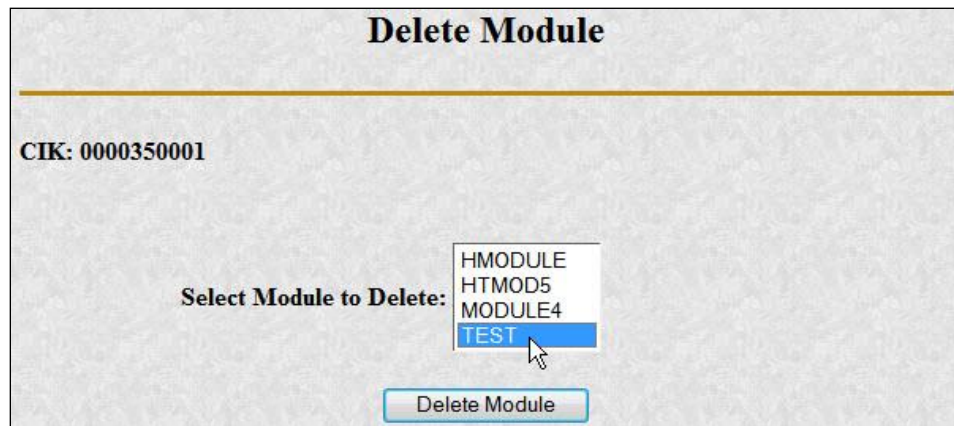 Delete Module
CIK: 0000350001
Select Module to Delete:
HMODULE
HTMOD5
MODULE4
TEST
Delete Module